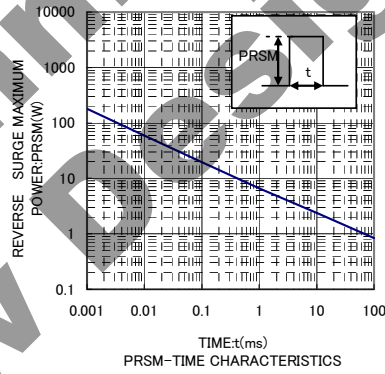 10000
1000
100
10
1
0.1
REVERSE SURGE MAXIMUM
POWER:PRSM(W)
PRSM
t
0.001 0.01 0.1 1 10 100
TIME:t(ms)
PRSM-TIME CHARACTERISTICS